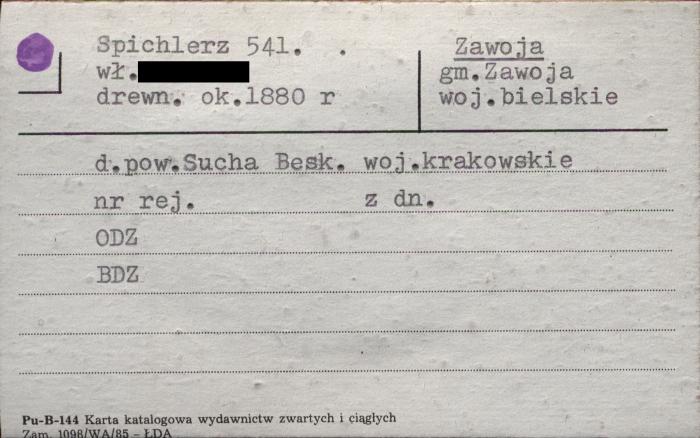 Spichlerz 541. .
wł.
drewn. ok.1880 r
Zawoja
gm.Zawoja
woj.bielskie
d.pow.Sucha Besk. woj.krakowskie
nr rej. z dn.
ODZ
BDZ
Pu-B-144 Karta katalogowa wydawnictw zwartych i ciągłych
Zam. 1098/WA/85 - ŁDA